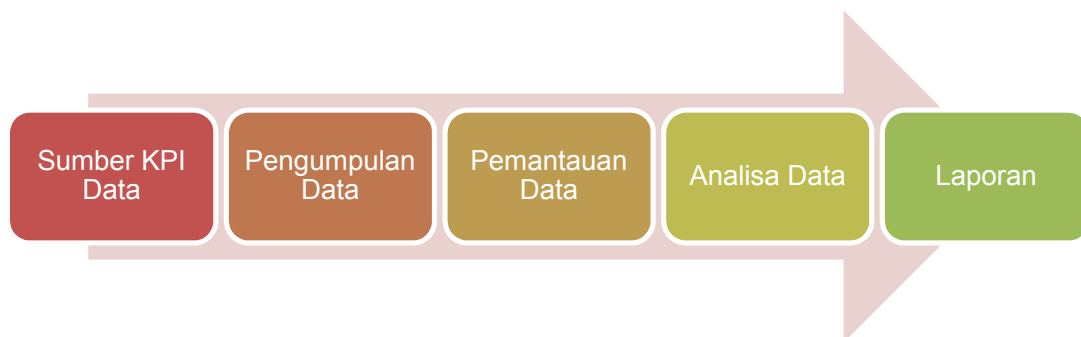 Sumber KPI
Data
Pengumpulan
Data
Pemantauan
Data
Analisa Data
Laporan